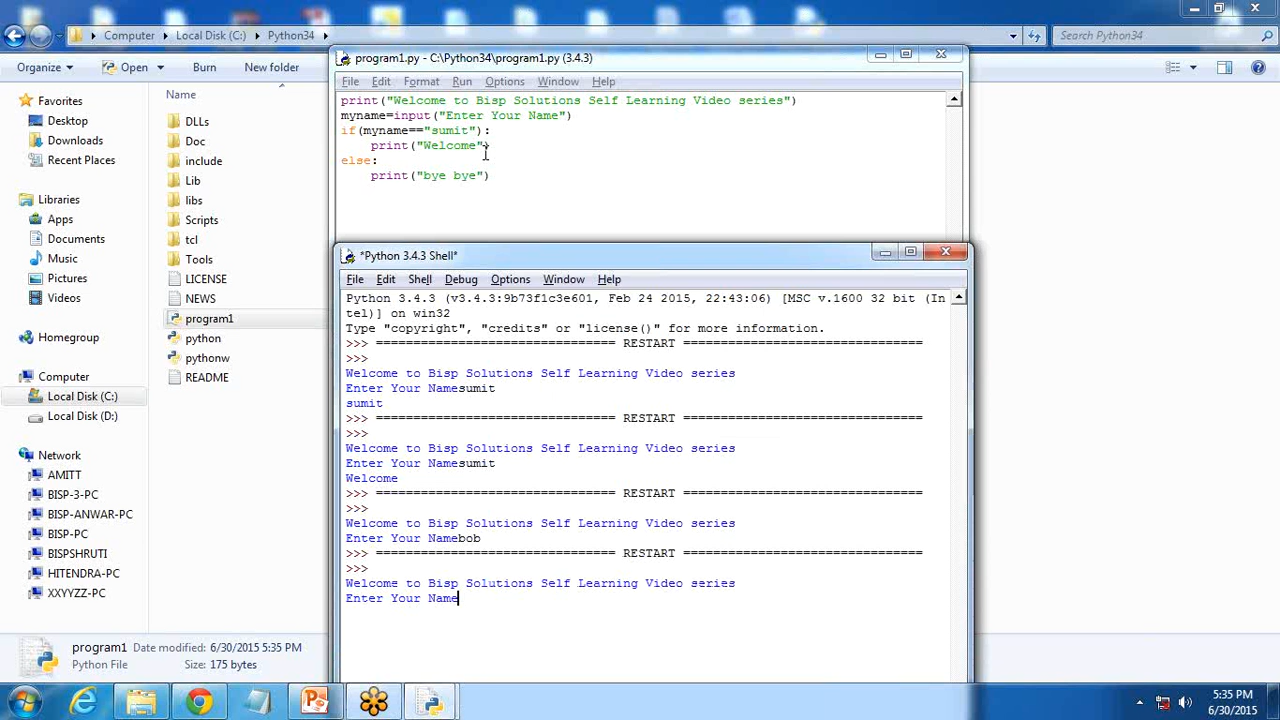 Computer
Local Disk (C:)
Python34
Search Python34
Organize
Open
New folder
Favorites
Desktop
Downloads
Recent Places
Libraries
Apps
Documents
Music
Pictures
Videos
Homegroup
Computer
Local Disk (C:)
Local Disk (D:)
Network
AMITT
BISP-3-PC
BISP-ANWAR-PC
BISP-PC
BISPSHRUTI
HITENDRA-PC
XXYYZZ-PC
Name
DLLs
Doc
include
Lib
libs
Scripts
tcl
Tools
LICENSE
NEWS
program1
python
pythonw
README
program1.py - C:\Python34\program1.py (3.4.3)
File Edit Format Run Options Window Help
print("Welcome to Bisp Solutions Self Learning Video series")
myname=input("Enter Your Name")
if(myname=="sumit"):
    print("Welcome")
else:
    print("bye bye")
*Python 3.4.3 Shell*
File Edit Shell Debug Options Window Help
Python 3.4.3 (v3.4.3:9b73f1c3e601, Feb 24 2015, 22:43:06) [MSC v.1600 32 bit (In
tel)] on win32
Type "copyright", "credits" or "license()" for more information.
>>> ================================ RESTART ================================
>>>
Welcome to Bisp Solutions Self Learning Video series
Enter Your Namesumit
sumit
>>> ================================ RESTART ================================
>>>
Welcome to Bisp Solutions Self Learning Video series
Enter Your Namesumit
Welcome
>>> ================================ RESTART ================================
>>>
Welcome to Bisp Solutions Self Learning Video series
Enter Your Namebob
>>> ================================ RESTART ================================
>>>
Welcome to Bisp Solutions Self Learning Video series
Enter Your Name
program1 Date modified: 6/30/2015 5:35 PM
Python File Size: 175 bytes
5:35 PM
6/30/2015